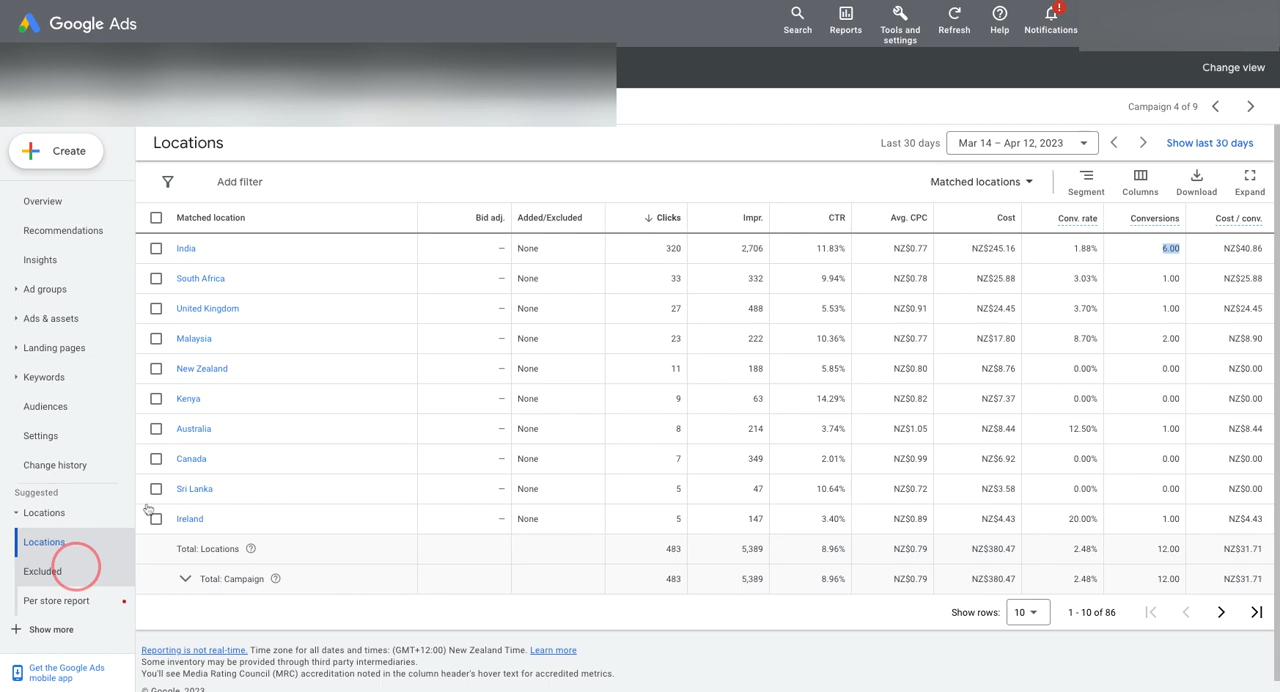 Google Ads
Search
Reports
Tools and settings
Refresh
Help
!
Notifications
Change view
Campaign 4 of 9
Create
Overview
Recommendations
Insights
Ad groups
Ads & assets
Landing pages
Keywords
Audiences
Settings
Change history
Suggested
Locations
Locations
Excluded
Per store report
Show more
Get the Google Ads
mobile app
Locations
Last 30 days Mar 14 – Apr 12, 2023 Show last 30 days
Add filter
Matched locations
Segment Columns Download Expand
Matched location Bid adj. Added/Excluded Clicks Impr. CTR Avg. CPC Cost Conv. rate Conversions Cost / conv.
India — None 320 2,706 11.83% NZ$0.77 NZ$245.16 1.88% 6.00 NZ$40.86
South Africa — None 33 332 9.94% NZ$0.78 NZ$25.88 3.03% 1.00 NZ$25.88
United Kingdom — None 27 488 5.53% NZ$0.91 NZ$24.45 3.70% 1.00 NZ$24.45
Malaysia — None 23 222 10.36% NZ$0.77 NZ$17.80 8.70% 2.00 NZ$8.90
New Zealand — None 11 188 5.85% NZ$0.80 NZ$8.76 0.00% 0.00 NZ$0.00
Kenya — None 9 63 14.29% NZ$0.82 NZ$7.37 0.00% 0.00 NZ$0.00
Australia — None 8 214 3.74% NZ$1.05 NZ$8.44 12.50% 1.00 NZ$8.44
Canada — None 7 349 2.01% NZ$0.99 NZ$6.92 0.00% 0.00 NZ$0.00
Sri Lanka — None 5 47 10.64% NZ$0.72 NZ$3.58 0.00% 0.00 NZ$0.00
Ireland — None 5 147 3.40% NZ$0.89 NZ$4.43 20.00% 1.00 NZ$4.43
Total: Locations 483 5,389 8.96% NZ$0.79 NZ$380.47 2.48% 12.00 NZ$31.71
Total: Campaign 483 5,389 8.96% NZ$0.79 NZ$380.47 2.48% 12.00 NZ$31.71
Show rows: 10 1 - 10 of 86
Reporting is not real-time. Time zone for all dates and times: (GMT+12:00) New Zealand Time. Learn more
Some inventory may be provided through third party intermediaries.
You'll see Media Rating Council (MRC) accreditation noted in the column header's hover text for accredited metrics.
© Google, 2023